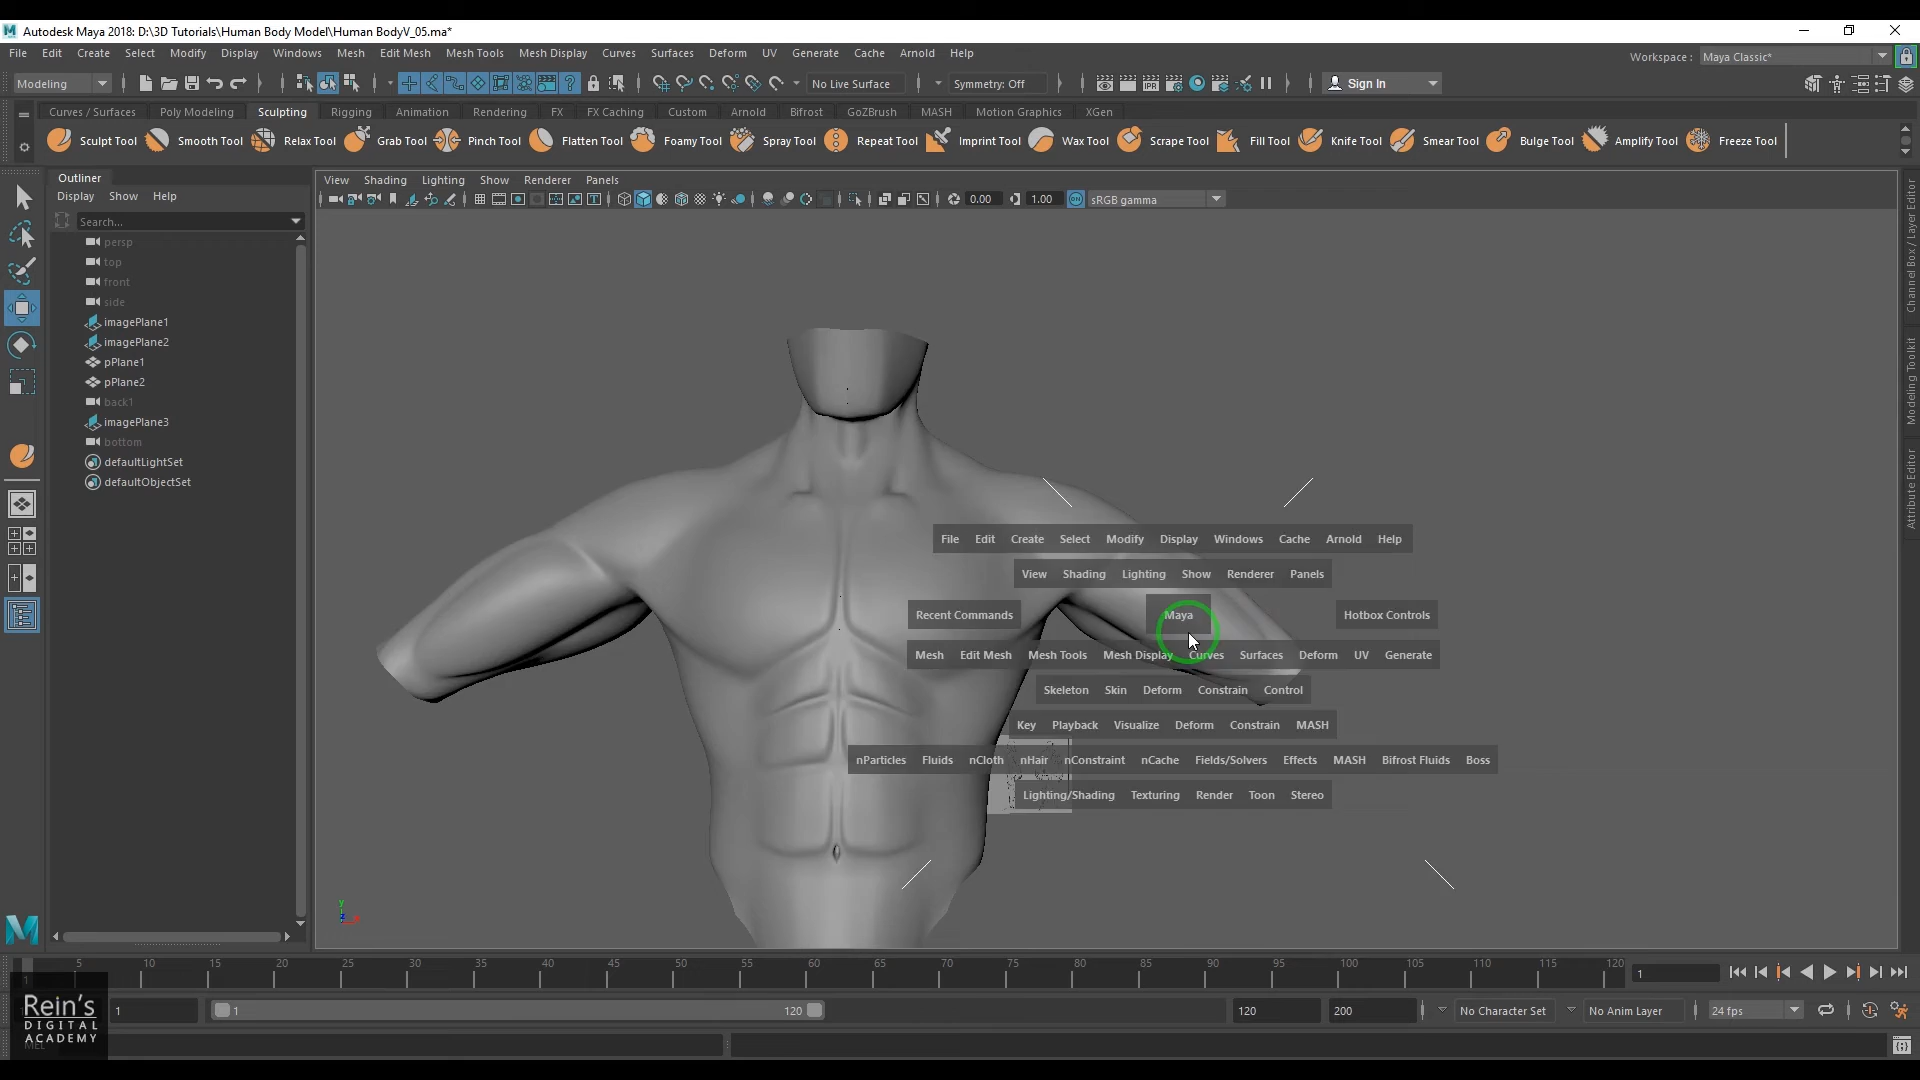 Autodesk Maya 2018: D:\3D Tutorials\Human Body Model\Human BodyV_05.ma*
File Edit Create Select Modify Display Windows Mesh Edit Mesh Mesh Tools Mesh Display Curves Surfaces Deform UV Generate Cache Arnold Help
Workspace : Maya Classic*
Modeling No Live Surface Symmetry: Off Sign In
Curves / Surfaces Poly Modeling Sculpting Rigging Animation Rendering FX FX Caching Custom Arnold Bifrost GoZBrush MASH Motion Graphics XGen
Sculpt Tool Smooth Tool Relax Tool Grab Tool Pinch Tool Flatten Tool Foamy Tool Spray Tool Repeat Tool Imprint Tool Wax Tool Scrape Tool Fill Tool Knife Tool Smear Tool Bulge Tool Amplify Tool Freeze Tool
Outliner
Display Show Help
Search...
persp
top
front
side
imagePlane1
imagePlane2
pPlane1
pPlane2
back1
imagePlane3
bottom
defaultLightSet
defaultObjectSet
View Shading Lighting Show Renderer Panels
IPR
0.00 1.00 ON sRGB gamma
File Edit Create Select Modify Display Windows Cache Arnold Help
View Shading Lighting Show Renderer Panels
Recent Commands Maya Hotbox Controls
Mesh Edit Mesh Mesh Tools Mesh Display Curves Surfaces Deform UV Generate
Skeleton Skin Deform Constrain Control
Key Playback Visualize Deform Constrain MASH
nParticles Fluids nCloth nHair nConstraint nCache Fields/Solvers Effects MASH Bifrost Fluids Boss
Lighting/Shading Texturing Render Toon Stereo
y
z
Channel Box / Layer Editor
Modeling Toolkit
Attribute Editor
5 10 15 20 25 30 35 40 45 50 55 60 65 70 75 80 85 90 95 100 105 110 115 120
1
1 1 120 120 200 No Character Set No Anim Layer 24 fps
Rein's
DIGITAL
ACADEMY
MEL